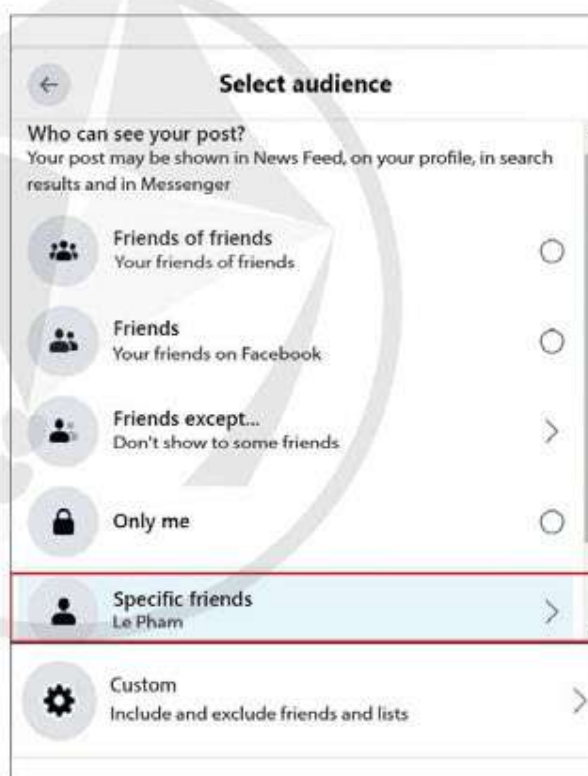 Select audience
Who can see your post?
Your post may be shown in News Feed, on your profile, in search
results and in Messenger
Friends of friends
Your friends of friends
Friends
Your friends on Facebook
Friends except...
Don't show to some friends
Only me
Specific friends
Le Pham
Custom
Include and exclude friends and lists